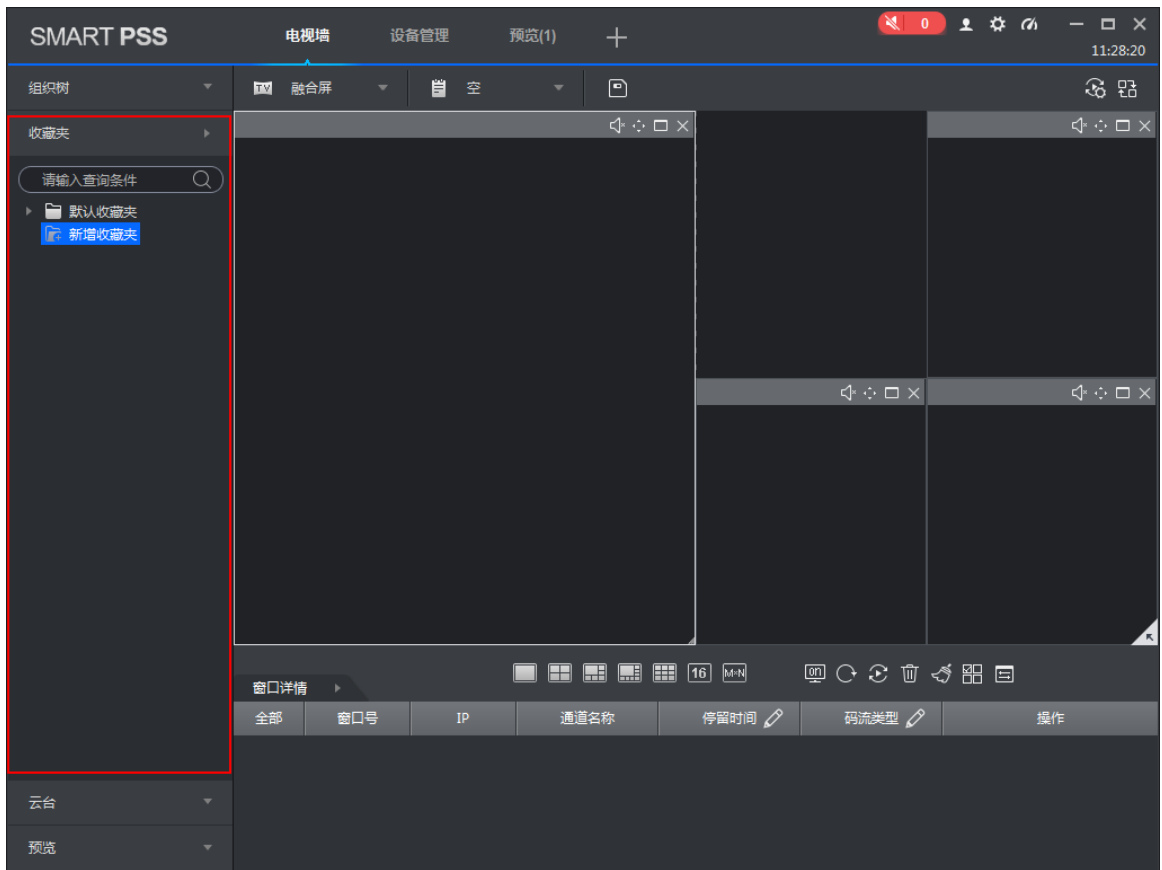 SMART PSS
电视墙 设备管理 预览(1) 0
11:28:20
组织树 TV 融合屏 空
收藏夹
请输入查询条件
默认收藏夹
新增收藏夹
16 M×N on
窗口详情
全部 窗口号 IP 通道名称 停留时间 码流类型 操作
云台
预览